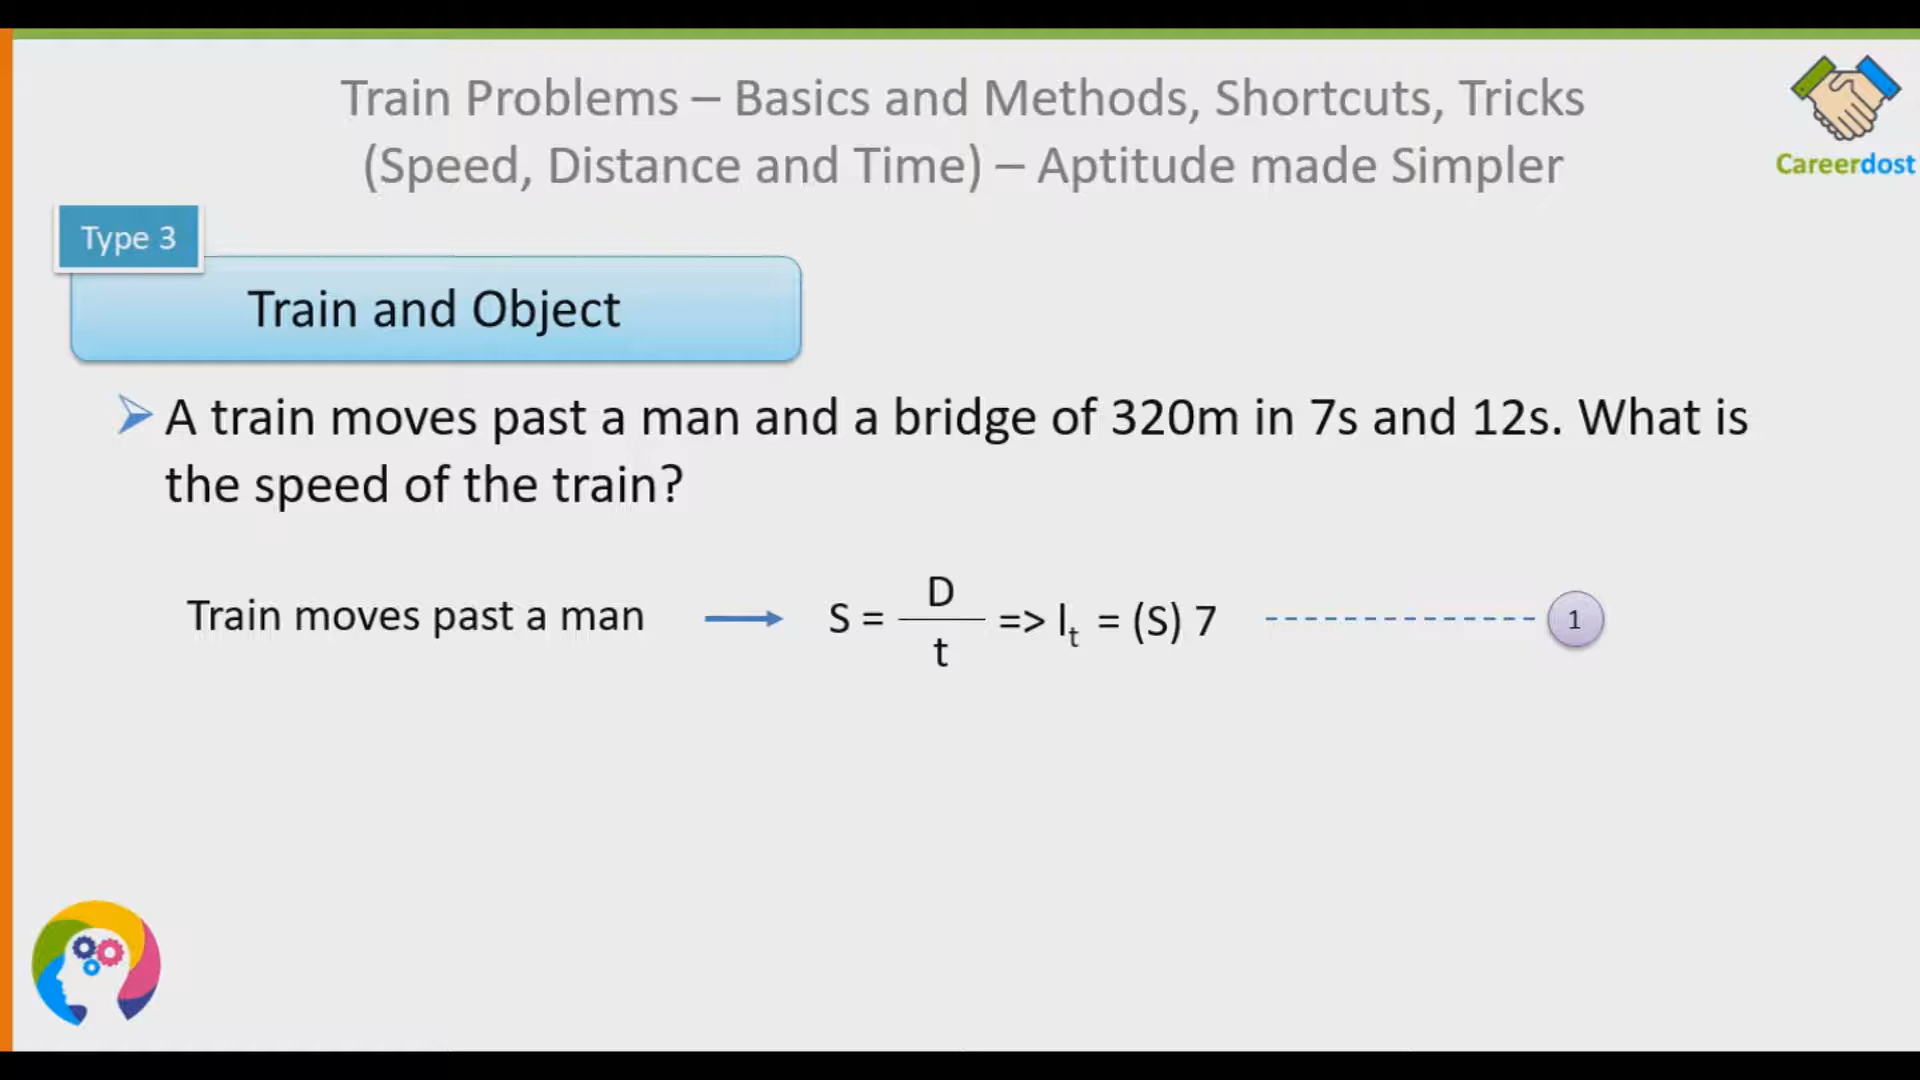 Train Problems – Basics and Methods, Shortcuts, Tricks
(Speed, Distance and Time) – Aptitude made Simpler
Careerdost
Type 3
Train and Object
A train moves past a man and a bridge of 320m in 7s and 12s. What is
the speed of the train?
Train moves past a man
S = D/t => lt = (S) 7
1